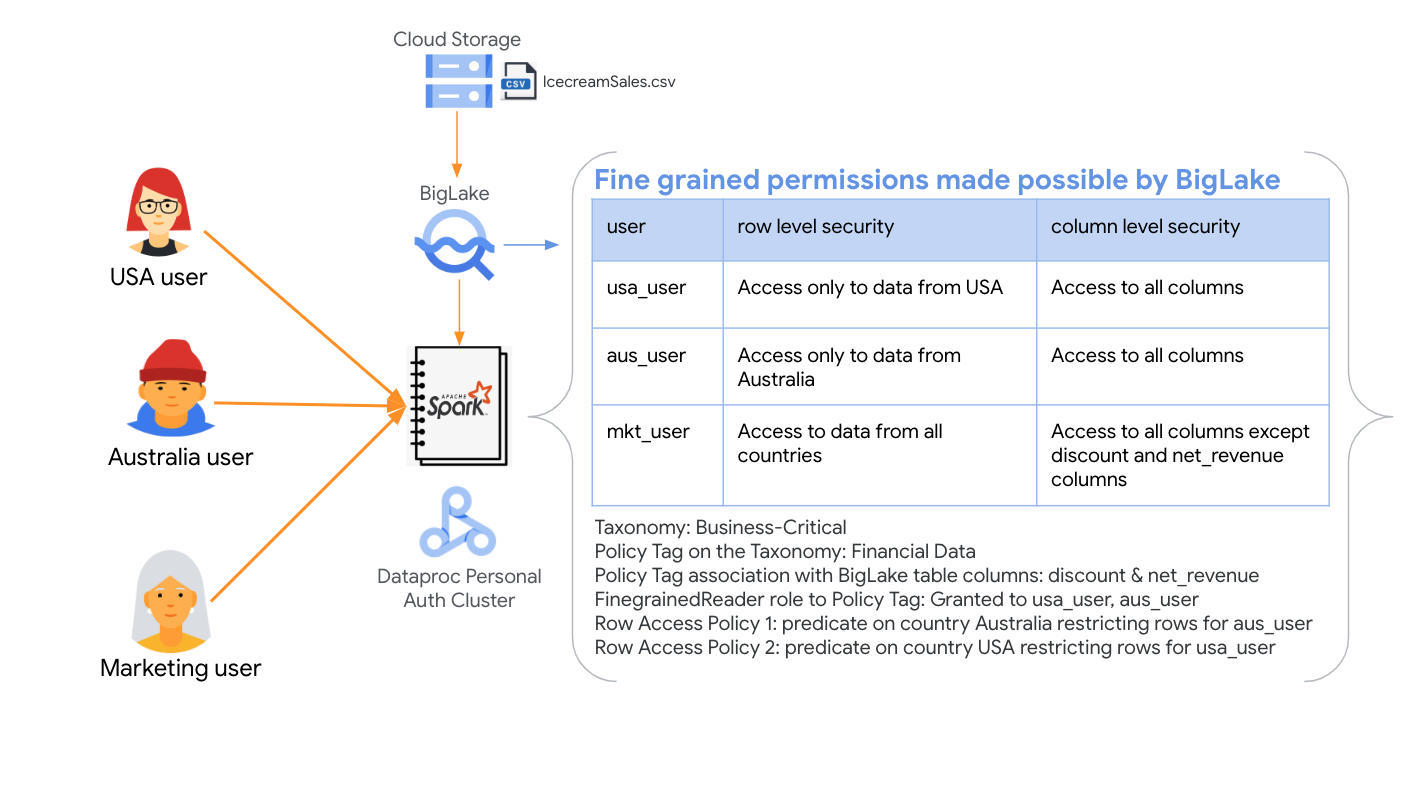 Cloud Storage
CSV
IcecreamSales.csv
BigLake
USA user
Australia user
Marketing user
APACHE
Spark
Dataproc Personal
Auth Cluster
Fine grained permissions made possible by BigLake
user
row level security
column level security
usa_user
Access only to data from USA
Access to all columns
aus_user
Access only to data from
Australia
Access to all columns
mkt_user
Access to data from all
countries
Access to all columns except
discount and net_revenue
columns
Taxonomy: Business-Critical
Policy Tag on the Taxonomy: Financial Data
Policy Tag association with BigLake table columns: discount & net_revenue
FinegrainedReader role to Policy Tag: Granted to usa_user, aus_user
Row Access Policy 1: predicate on country Australia restricting rows for aus_user
Row Access Policy 2: predicate on country USA restricting rows for usa_user